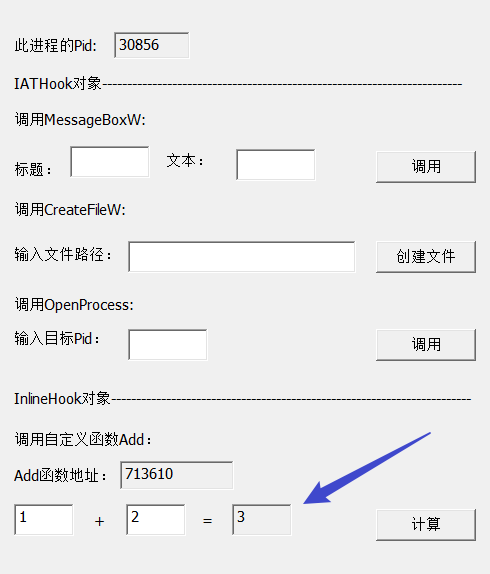 此进程的Pid: 30856
IATHook对象------------------------------------------------------------------------
调用MessageBoxW:
标题： 文本： 调用
调用CreateFileW:
输入文件路径： 创建文件
调用OpenProcess:
输入目标Pid： 调用
InlineHook对象------------------------------------------------------------------------
调用自定义函数Add：
Add函数地址： 713610
1 + 2 = 3 计算